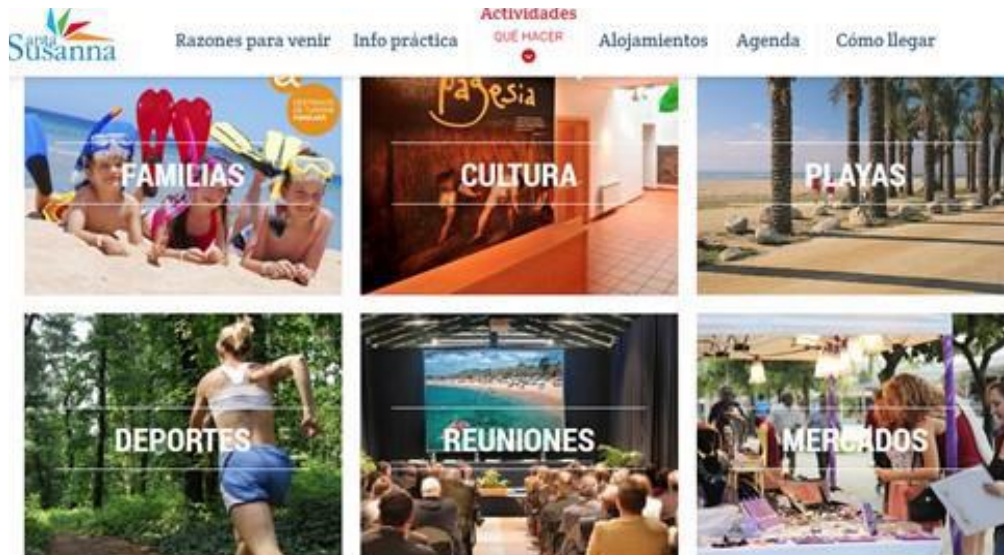 Santa
Susanna
Razones para venir
Info práctica
Actividades
QUÉ HACER
Alojamientos
Agenda
Cómo llegar
FAMILIAS
pagesia
CULTURA
PLAYAS
DEPORTES
REUNIONES
MERCADOS